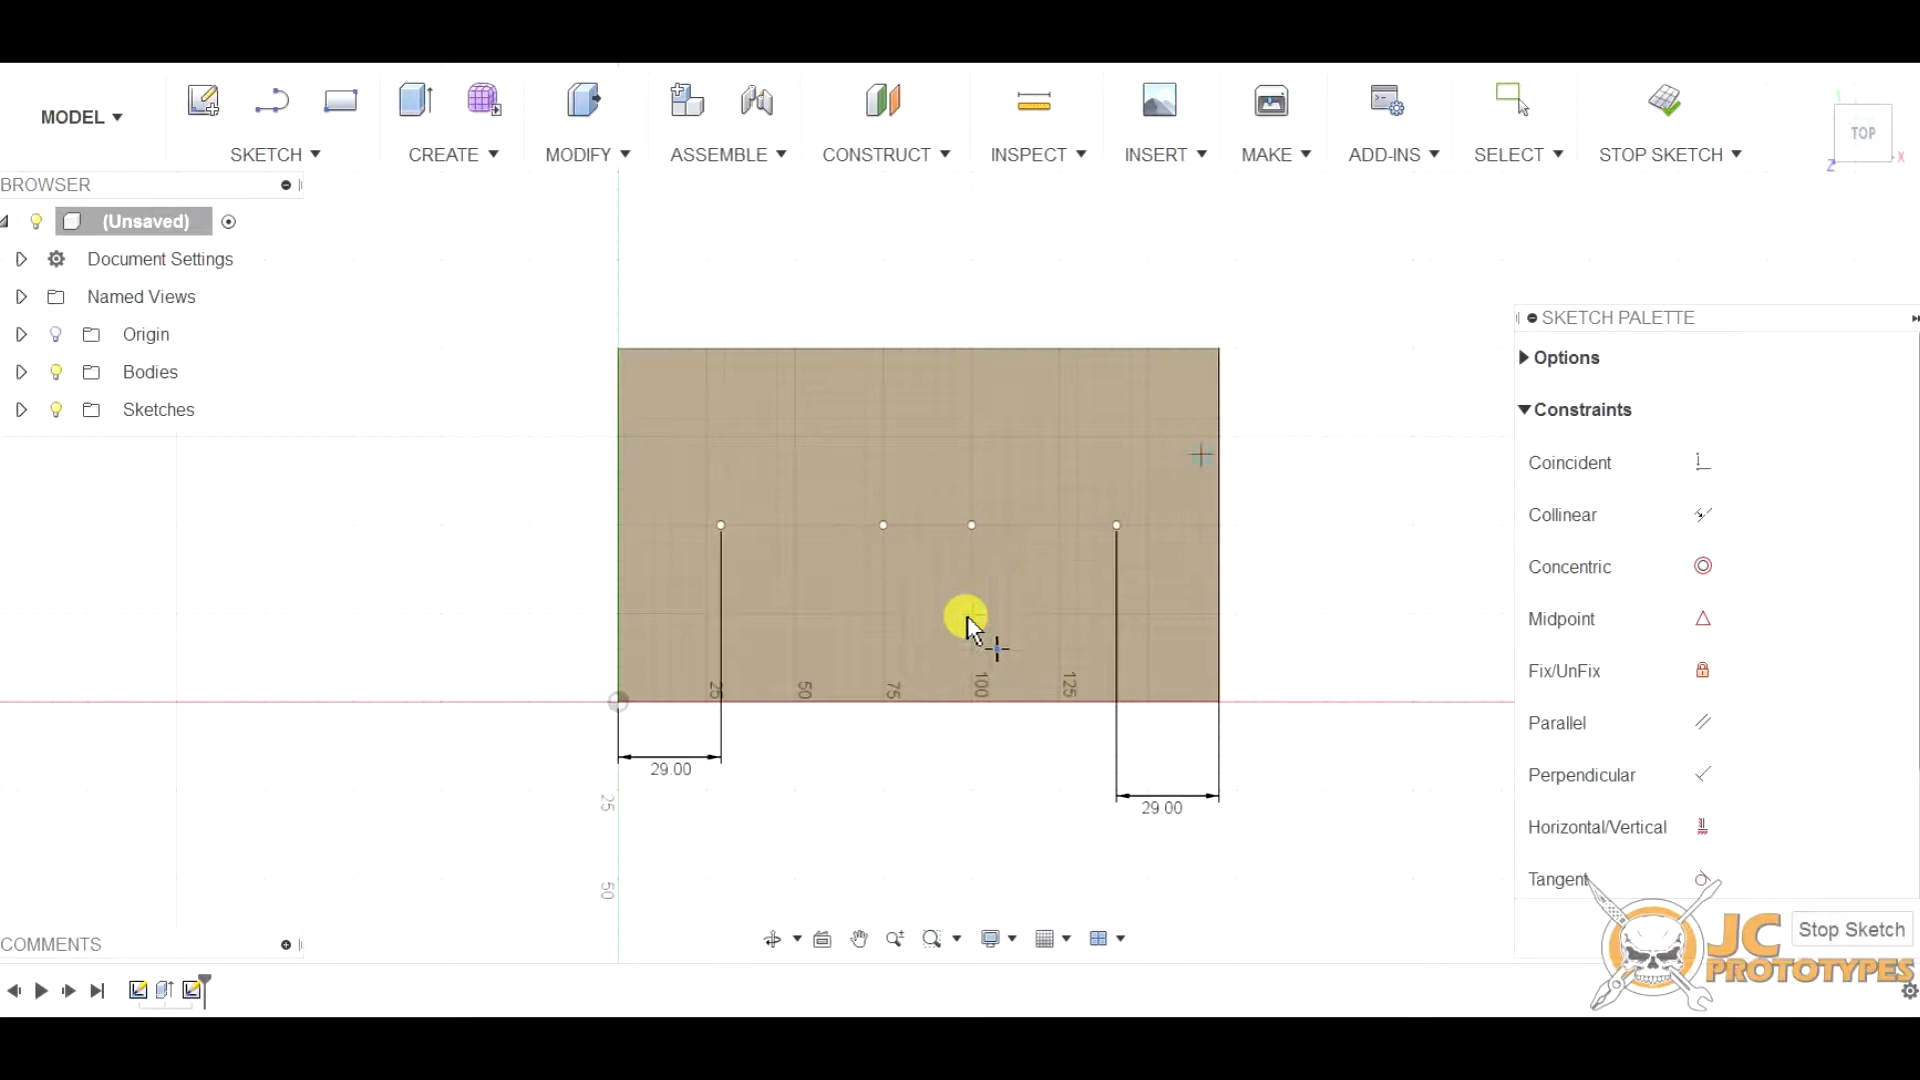 MODEL
SKETCH
CREATE
MODIFY
ASSEMBLE
CONSTRUCT
INSPECT
INSERT
MAKE
ADD-INS
SELECT
STOP SKETCH
TOP
X
Z
BROWSER
(Unsaved)
Document Settings
Named Views
Origin
Bodies
Sketches
SKETCH PALETTE
Options
Constraints
Coincident
Collinear
Concentric
Midpoint
Fix/UnFix
Parallel
Perpendicular
Horizontal/Vertical
Tangent
25
50
75
100
125
29.00
29.00
25
50
COMMENTS
Stop Sketch
JC
PROTOTYPES